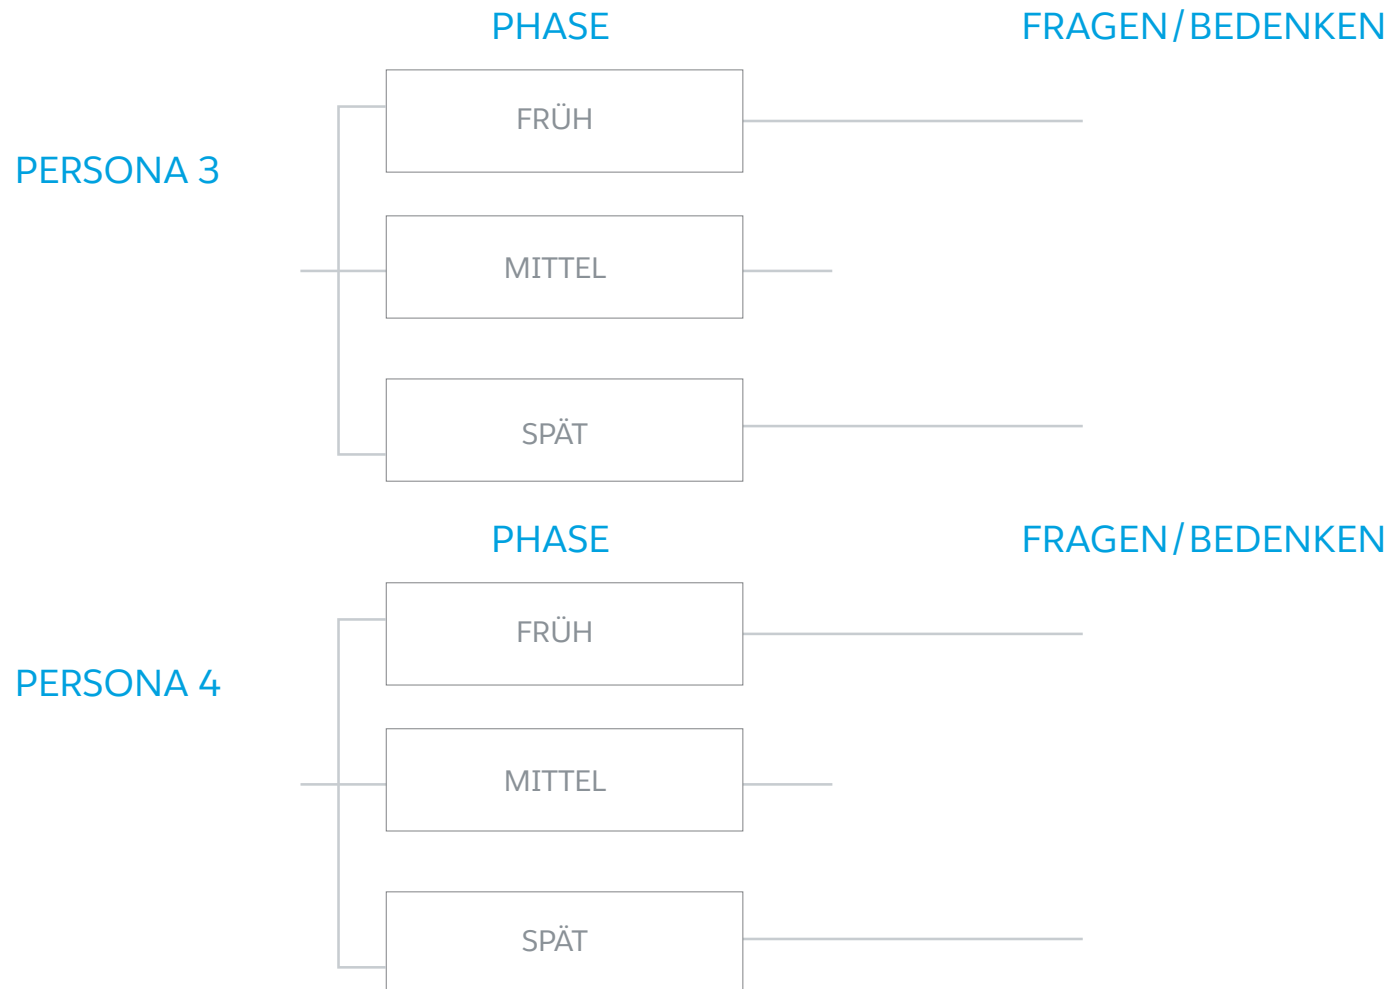 PHASE
FRAGEN/BEDENKEN
FRÜH
PERSONA 3
MITTEL
SPÄT
PHASE
FRAGEN/BEDENKEN
FRÜH
PERSONA 4
MITTEL
SPÄT